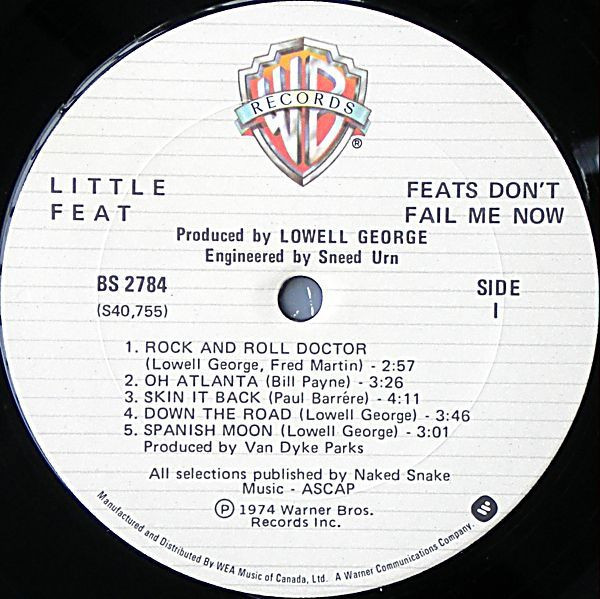 WB
RECORDS
®
LITTLE
FEAT
FEATS DON'T
FAIL ME NOW
Produced by LOWELL GEORGE
Engineered by Sneed Urn
BS 2784
(S40,755)
SIDE
1
1. ROCK AND ROLL DOCTOR
(Lowell George, Fred Martin) - 2:57
2. OH ATLANTA (Bill Payne) - 3:26
3. SKIN IT BACK (Paul Barrére) - 4:11
4. DOWN THE ROAD (Lowell George) - 3:46
5. SPANISH MOON (Lowell George) - 3:01
Produced by Van Dyke Parks
All selections published by Naked Snake
Music - ASCAP
℗ 1974 Warner Bros.
Records Inc.
Manufactured and Distributed By WEA Music of Canada, Ltd. A Warner Communications Company.